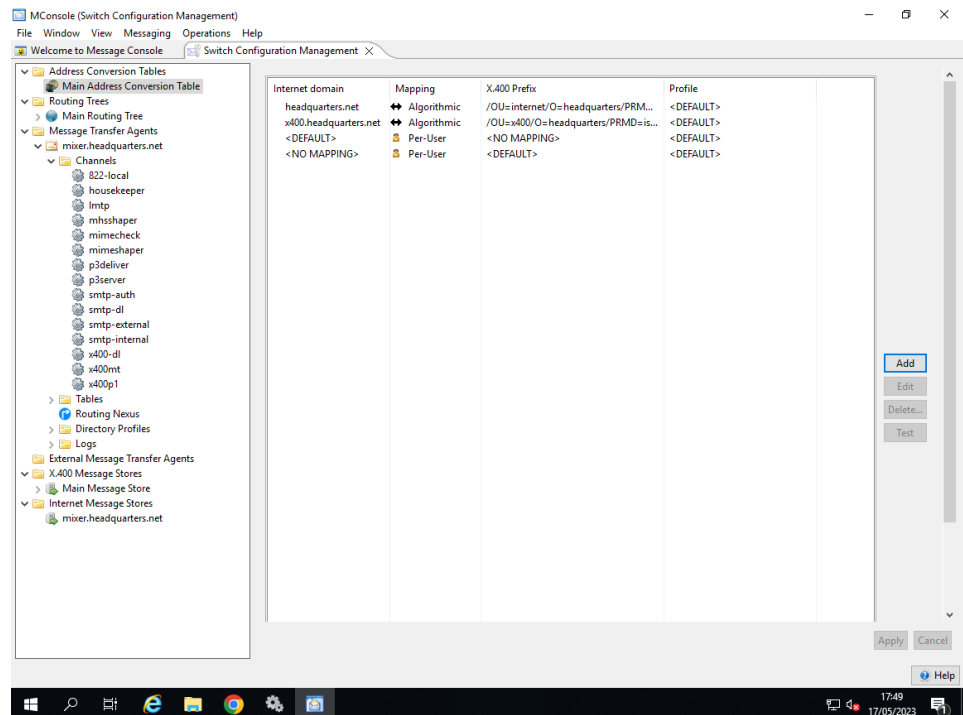 MConsole (Switch Configuration Management)
File Window View Messaging Operations Help
Welcome to Message Console
Switch Configuration Management
Address Conversion Tables
Main Address Conversion Table
Routing Trees
Main Routing Tree
Message Transfer Agents
mixer.headquarters.net
Channels
822-local
housekeeper
lmtp
mhsshaper
mimecheck
mimeshaper
p3deliver
p3server
smtp-auth
smtp-dl
smtp-external
smtp-internal
x400-dl
x400mt
x400p1
Tables
Routing Nexus
Directory Profiles
Logs
External Message Transfer Agents
X.400 Message Stores
Main Message Store
Internet Message Stores
mixer.headquarters.net
Internet domain Mapping X.400 Prefix Profile
headquarters.net Algorithmic /OU=internet/O=headquarters/PRM... <DEFAULT>
x400.headquarters.net Algorithmic /OU=x400/O=headquarters/PRMD=is... <DEFAULT>
<DEFAULT> Per-User <NO MAPPING> <DEFAULT>
<NO MAPPING> Per-User <DEFAULT> <DEFAULT>
Add
Edit
Delete...
Test
Apply Cancel
Help
17:49
17/05/2023